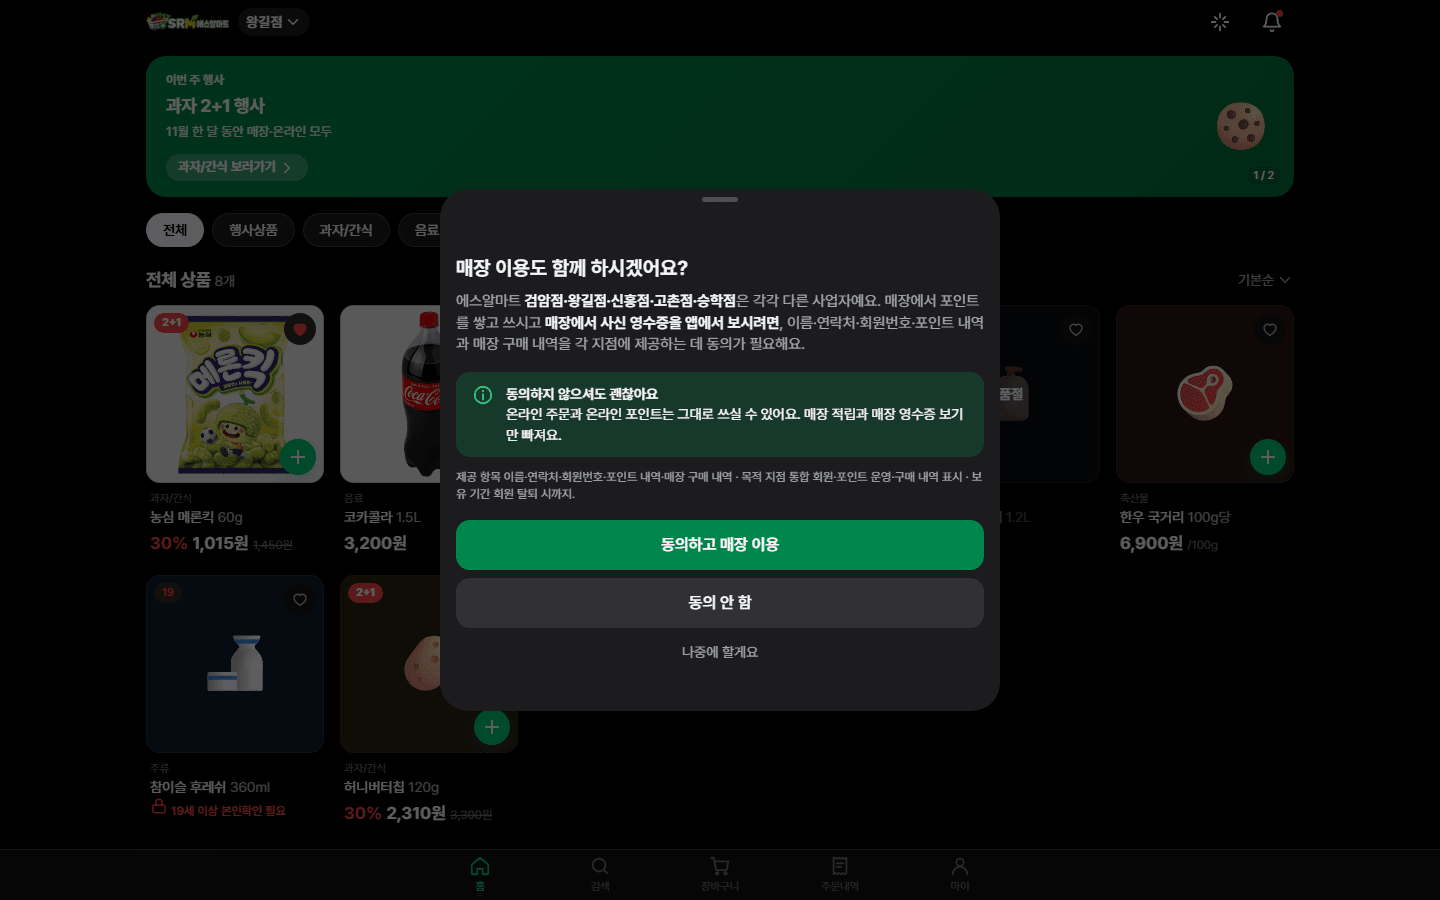 SRM에스알마트 왕길점
이번 주 행사
과자 2+1 행사
11월 한 달 동안 매장·온라인 모두
과자/간식 보러가기
1 / 2
전체 행사상품 과자/간식 음료
전체 상품 8개
기본순
매장 이용도 함께 하시겠어요?
에스알마트 검암점·왕길점·신흥점·고촌점·승학점은 각각 다른 사업자예요. 매장에서 포인트
를 쌓고 쓰시고 매장에서 사신 영수증을 앱에서 보시려면, 이름·연락처·회원번호·포인트 내역
과 매장 구매 내역을 각 지점에 제공하는 데 동의가 필요해요.
동의하지 않으셔도 괜찮아요
온라인 주문과 온라인 포인트는 그대로 쓰실 수 있어요. 매장 적립과 매장 영수증 보기
만 빠져요.
제공 항목 이름·연락처·회원번호·포인트 내역·매장 구매 내역 · 목적 지점 통합 회원·포인트 운영·구매 내역 표시 · 보
유 기간 회원 탈퇴 시까지.
동의하고 매장 이용
동의 안 함
나중에 할게요
2+1
농심
메론킥
Coca-Cola
품절
과자/간식
농심 메론킥 60g
30% 1,015원 1,450원
음료
코카콜라 1.5L
3,200원
1.2L
축산물
한우 국거리 100g당
6,900원 /100g
19
2+1
주류
참이슬 후레쉬 360ml
19세 이상 본인확인 필요
과자/간식
허니버터칩 120g
30% 2,310원 3,300원
홈 검색 장바구니 주문내역 마이